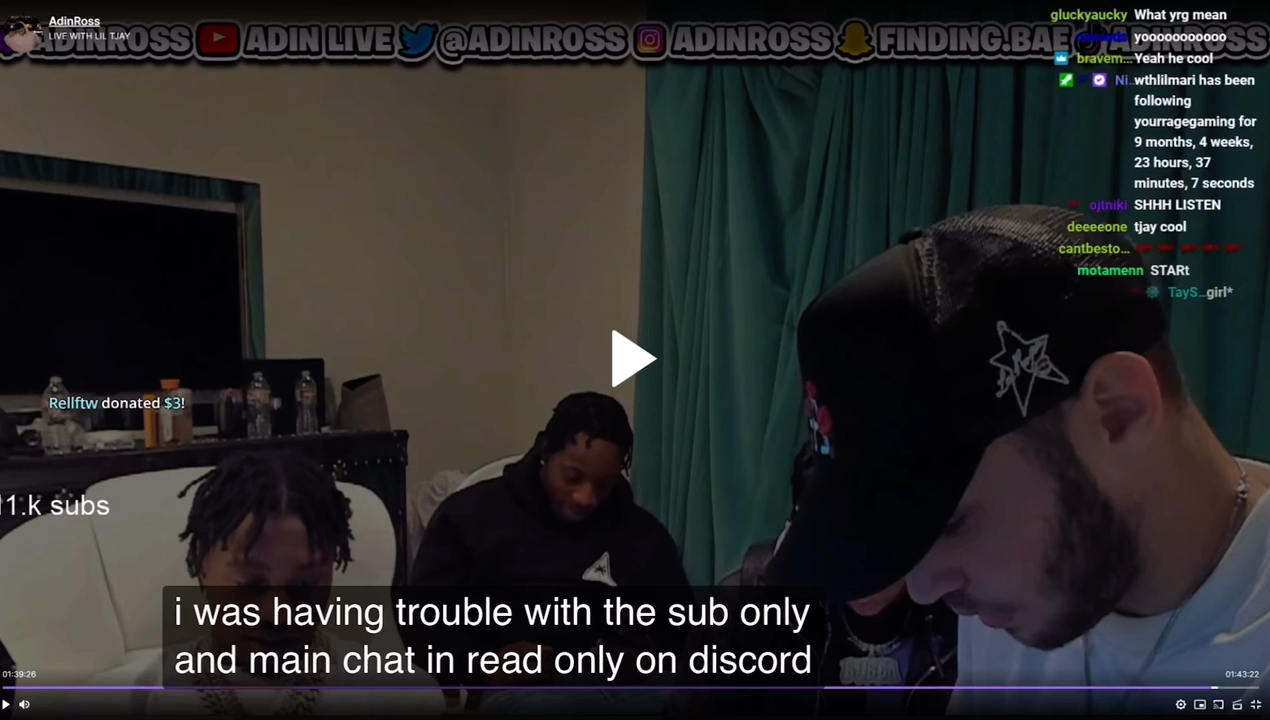 AdinRoss
LIVE WITH LIL TJAY
ADINROSS ADIN LIVE @ADINROSS ADINROSS FINDING.BAE ADINROSS
gluckyaucky What yrg mean
yooooooooooo
bravem... Yeah he cool
Ni... wthlilmari has been
following
yourragegaming for
9 months, 4 weeks,
23 hours, 37
minutes, 7 seconds
ojtniki SHHH LISTEN
deeeeone tjay cool
cantbesto...
motamenn STARt
TayS... girl*
Rellftw donated $3!
11.k subs
BUBBA
i was having trouble with the sub only
and main chat in read only on discord
01:39:26
01:43:22